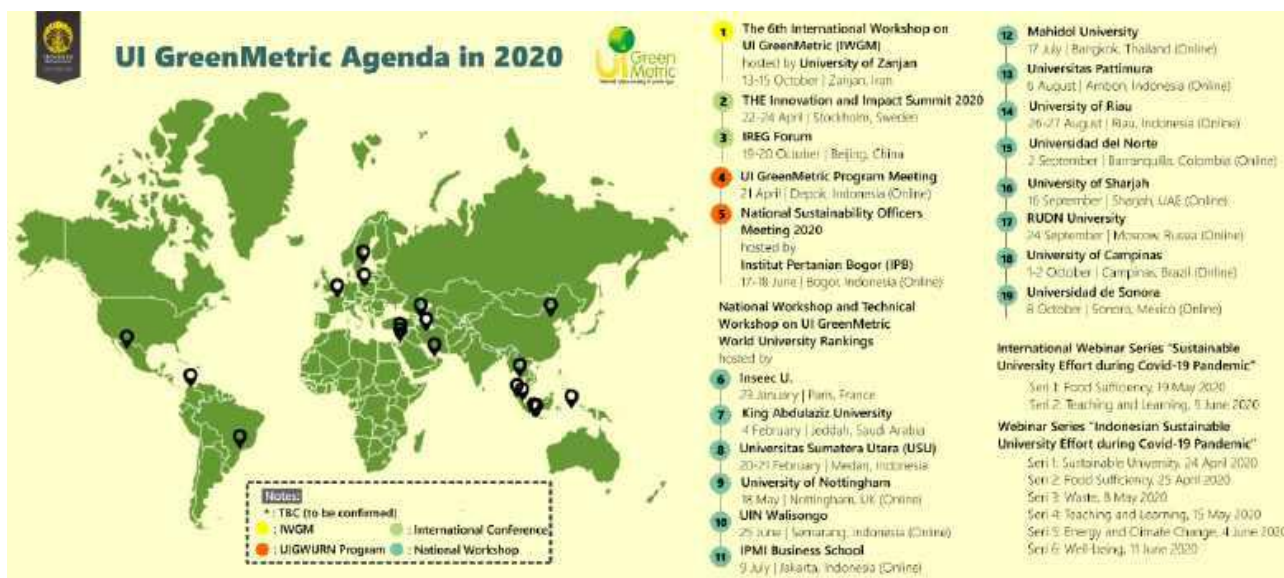 UI GreenMetric Agenda in 2020
UI Green
Metric
Notes:
* : TBC (to be confirmed)
: IWGM
: International Conference
: UIGWURN Program
: National Workshop
1 The 6th International Workshop on
UI GreenMetric (IWGM)
hosted by University of Zanjan
13-15 October | Zanjan, Iran
2 THE Innovation and Impact Summit 2020
22-24 April | Stockholm, Sweden
3 IREG Forum
19-20 October | Beijing, China
4 UI GreenMetric Program Meeting
21 April | Depok, Indonesia (Online)
5 National Sustainability Officers
Meeting 2020
hosted by
Institut Pertanian Bogor (IPB)
17-18 June | Bogor, Indonesia (Online)
National Workshop and Technical
Workshop on UI GreenMetric
World University Rankings
hosted by
6 Inseec U.
23 January | Paris, France
7 King Abdulaziz University
4 February | Jeddah, Saudi Arabia
8 Universitas Sumatera Utara (USU)
20-21 February | Medan, Indonesia
9 University of Nottingham
18 May | Nottingham, UK (Online)
10 UIN Walisongo
25 June | Semarang, Indonesia (Online)
11 IPMI Business School
9 July | Jakarta, Indonesia (Online)
12 Mahidol University
17 July | Bangkok, Thailand (Online)
13 Universitas Pattimura
6 August | Ambon, Indonesia (Online)
14 University of Riau
26-27 August | Riau, Indonesia (Online)
15 Universidad del Norte
2 September | Barranquilla, Colombia (Online)
16 University of Sharjah
16 September | Sharjah, UAE (Online)
17 RUDN University
24 September | Moscow, Russia (Online)
18 University of Campinas
1-2 October | Campinas, Brazil (Online)
19 Universidad de Sonora
8 October | Sonora, Mexico (Online)
International Webinar Series "Sustainable
University Effort during Covid-19 Pandemic"
Seri 1: Food Sufficiency, 19 May 2020
Seri 2: Teaching and Learning, 5 June 2020
Webinar Series "Indonesian Sustainable
University Effort during Covid-19 Pandemic"
Seri 1: Sustainable University, 24 April 2020
Seri 2: Food Sufficiency, 25 April 2020
Seri 3: Waste, 8 May 2020
Seri 4: Teaching and Learning, 15 May 2020
Seri 5: Energy and Climate Change, 4 June 2020
Seri 6: Well-being, 11 June 2020